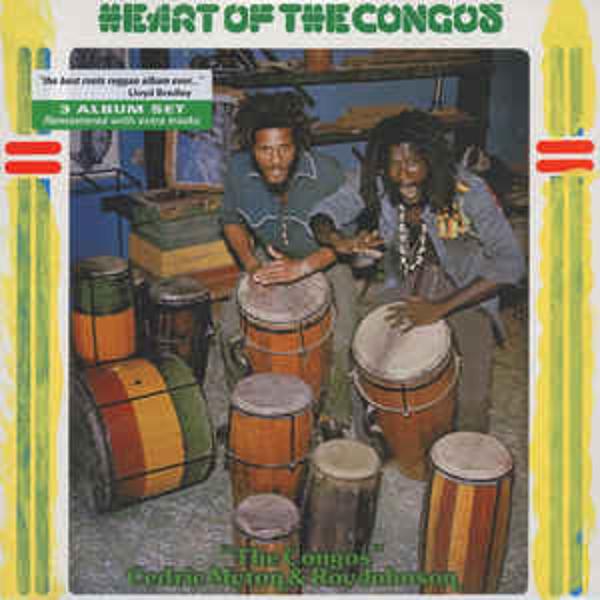 HEART OF THE CONGOS
"the best roots reggae album ever..."
Lloyd Bradley
3 ALBUM SET
Remastered with extra tracks
"The Congos"
Cedric Myton & Roy Johnson